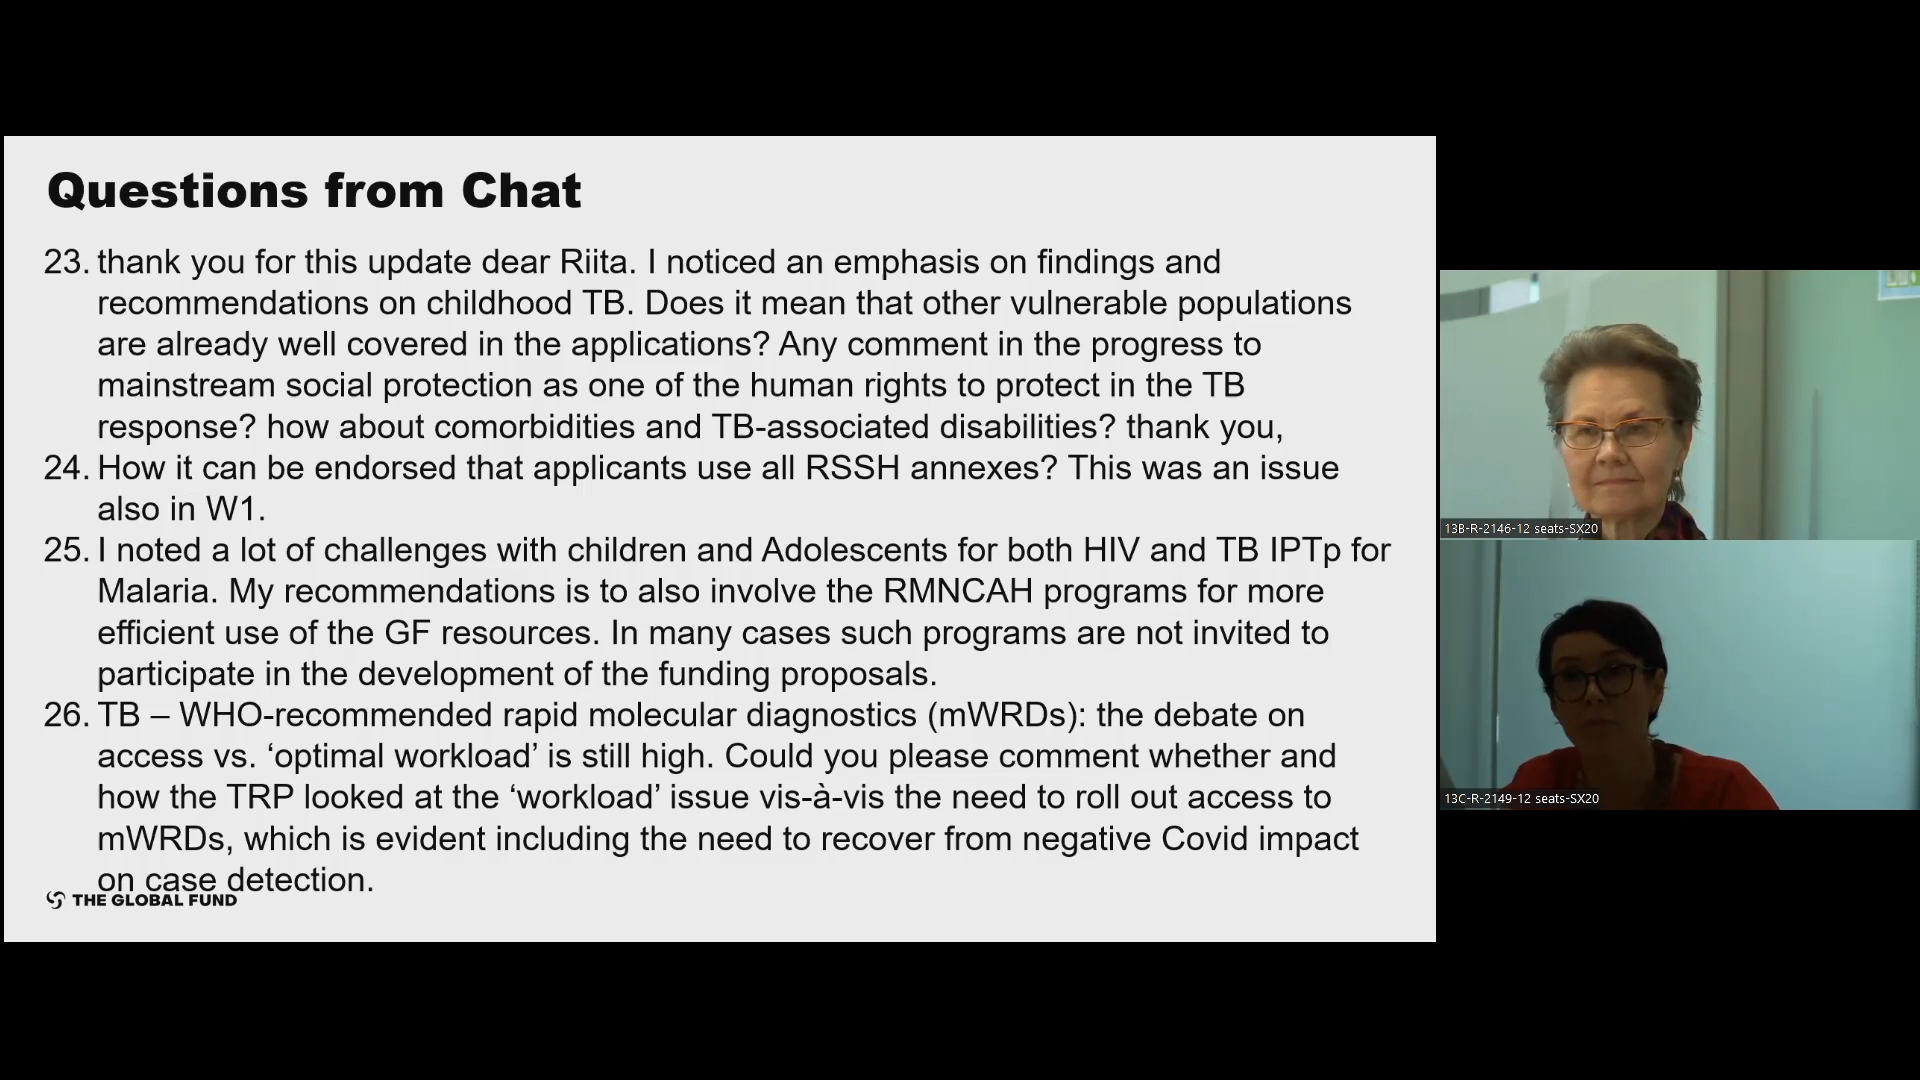 Questions from Chat
23. thank you for this update dear Riita. I noticed an emphasis on findings and
recommendations on childhood TB. Does it mean that other vulnerable populations
are already well covered in the applications? Any comment in the progress to
mainstream social protection as one of the human rights to protect in the TB
response? how about comorbidities and TB-associated disabilities? thank you,
24. How it can be endorsed that applicants use all RSSH annexes? This was an issue
also in W1.
25. I noted a lot of challenges with children and Adolescents for both HIV and TB IPTp for
Malaria. My recommendations is to also involve the RMNCAH programs for more
efficient use of the GF resources. In many cases such programs are not invited to
participate in the development of the funding proposals.
26. TB – WHO-recommended rapid molecular diagnostics (mWRDs): the debate on
access vs. ‘optimal workload’ is still high. Could you please comment whether and
how the TRP looked at the ‘workload’ issue vis-à-vis the need to roll out access to
mWRDs, which is evident including the need to recover from negative Covid impact
on case detection.
THE GLOBAL FUND
13B-R-2146-12 seats-SX20
13C-R-2149-12 seats-SX20